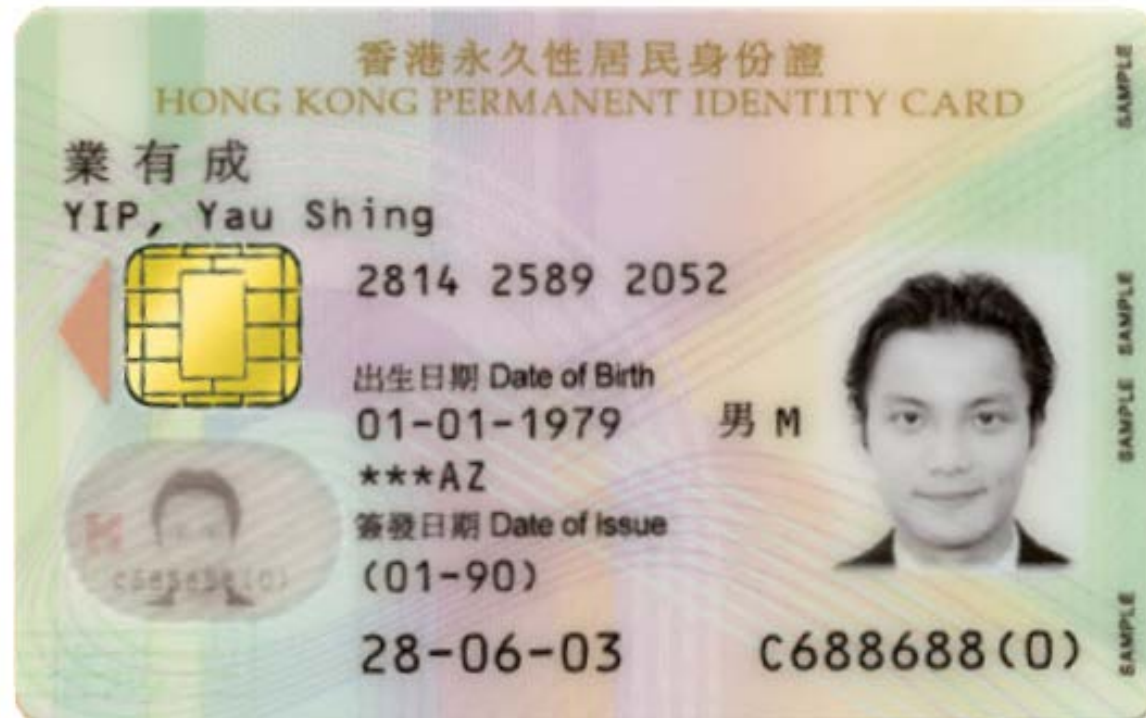 香港永久性居民身份證
HONG KONG PERMANENT IDENTITY CARD
業有成
YIP, Yau Shing
2814 2589 2052
出生日期 Date of Birth
01-01-1979 男 M
***AZ
簽發日期 Date of Issue
(01-90)
28-06-03 C688688(0)
SAMPLE
SAMPLE
SAMPLE
SAMPLE